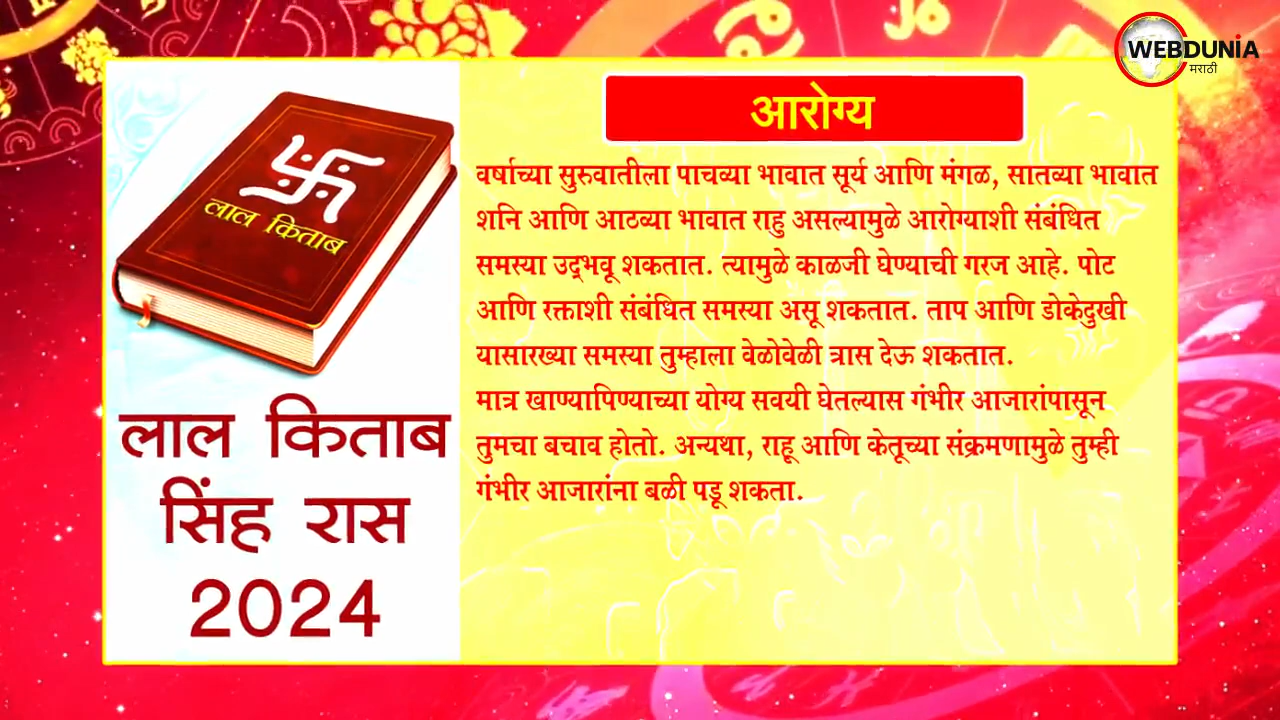 WEBDUNIA
मराठी
आरोग्य
वर्षाच्या सुरुवातीला पाचव्या भावात सूर्य आणि मंगळ, सातव्या भावात
शनि आणि आठव्या भावात राहु असल्यामुळे आरोग्याशी संबंधित
समस्या उद्भवू शकतात. त्यामुळे काळजी घेण्याची गरज आहे. पोट
आणि रक्ताशी संबंधित समस्या असू शकतात. ताप आणि डोकेदुखी
यासारख्या समस्या तुम्हाला वेळोवेळी त्रास देऊ शकतात.
मात्र खाण्यापिण्याच्या योग्य सवयी घेतल्यास गंभीर आजारांपासून
तुमचा बचाव होतो. अन्यथा, राहू आणि केतूच्या संक्रमणामुळे तुम्ही
गंभीर आजारांना बळी पडू शकता.
लाल किताब
लाल किताब
सिंह रास
2024